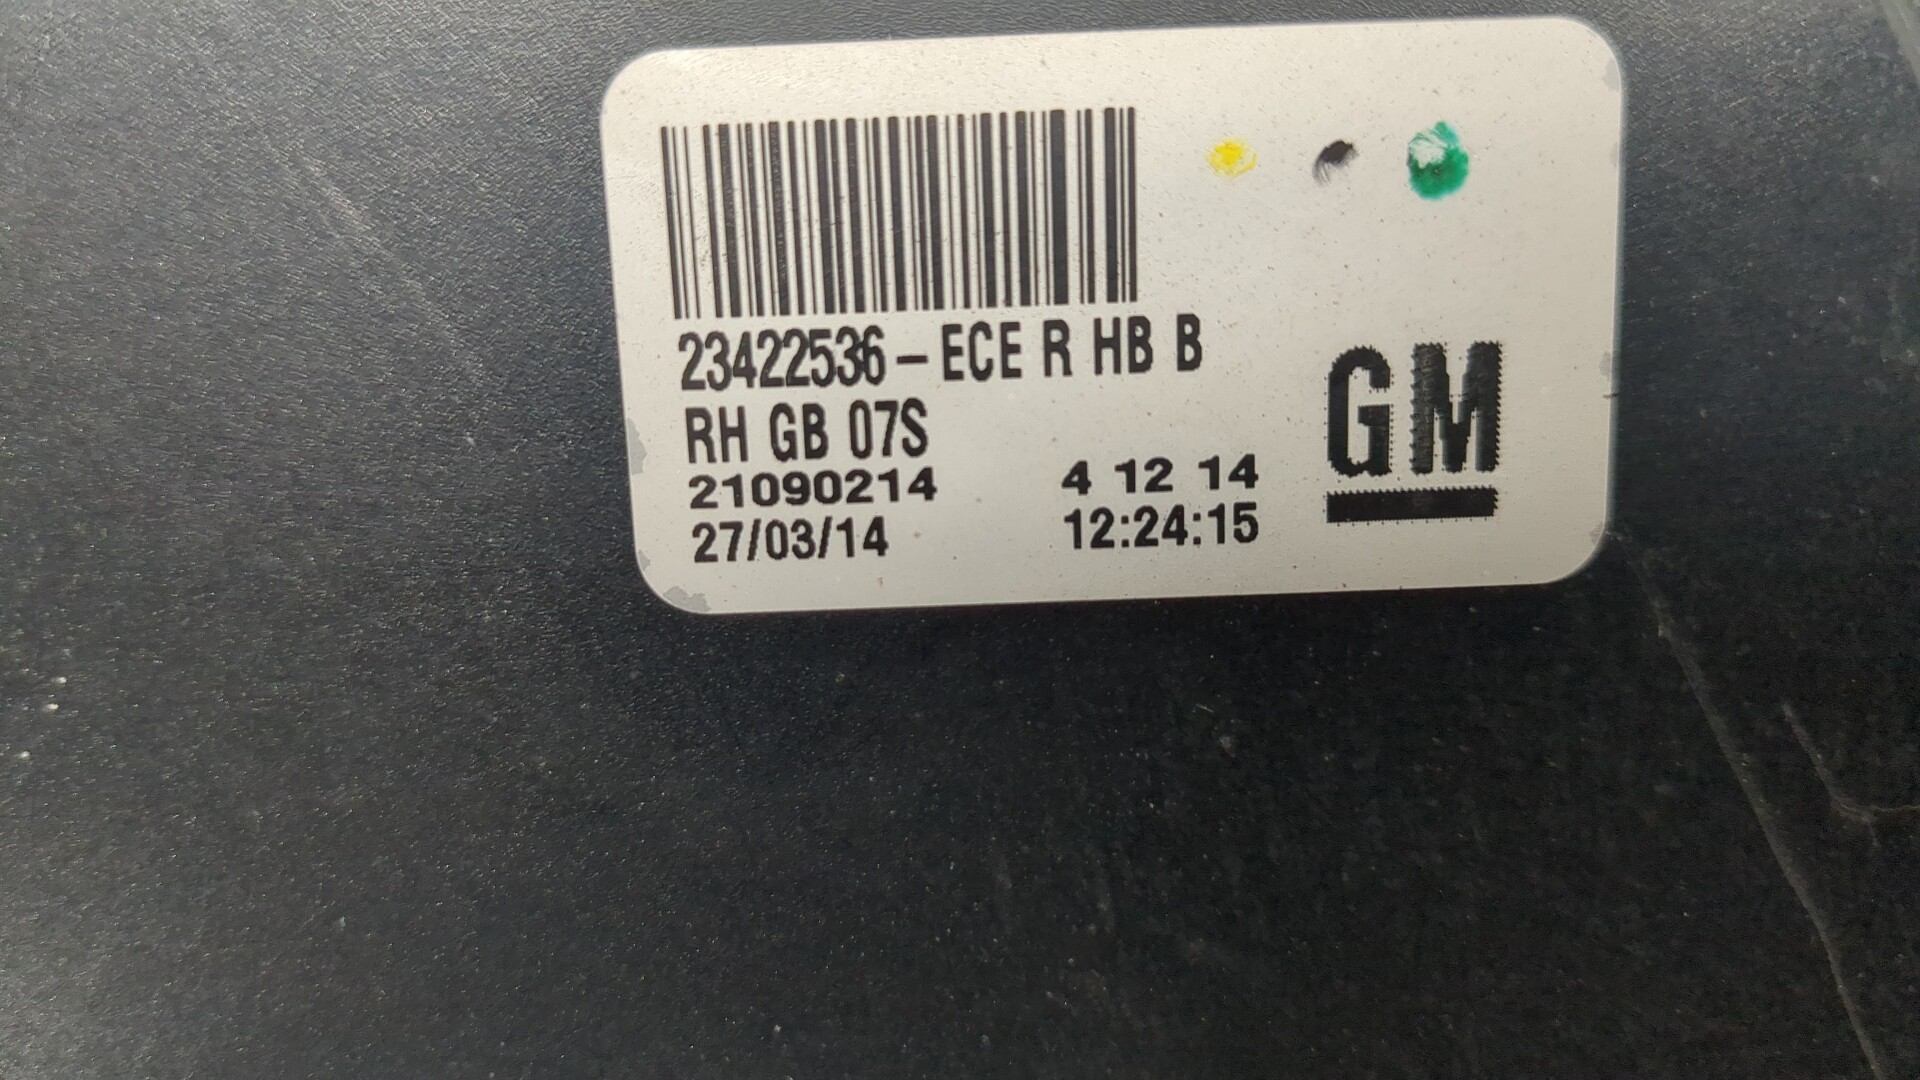 23422536-ECE R HB B
RH GB 07S
21090214 4 12 14
27/03/14 12:24:15
GM